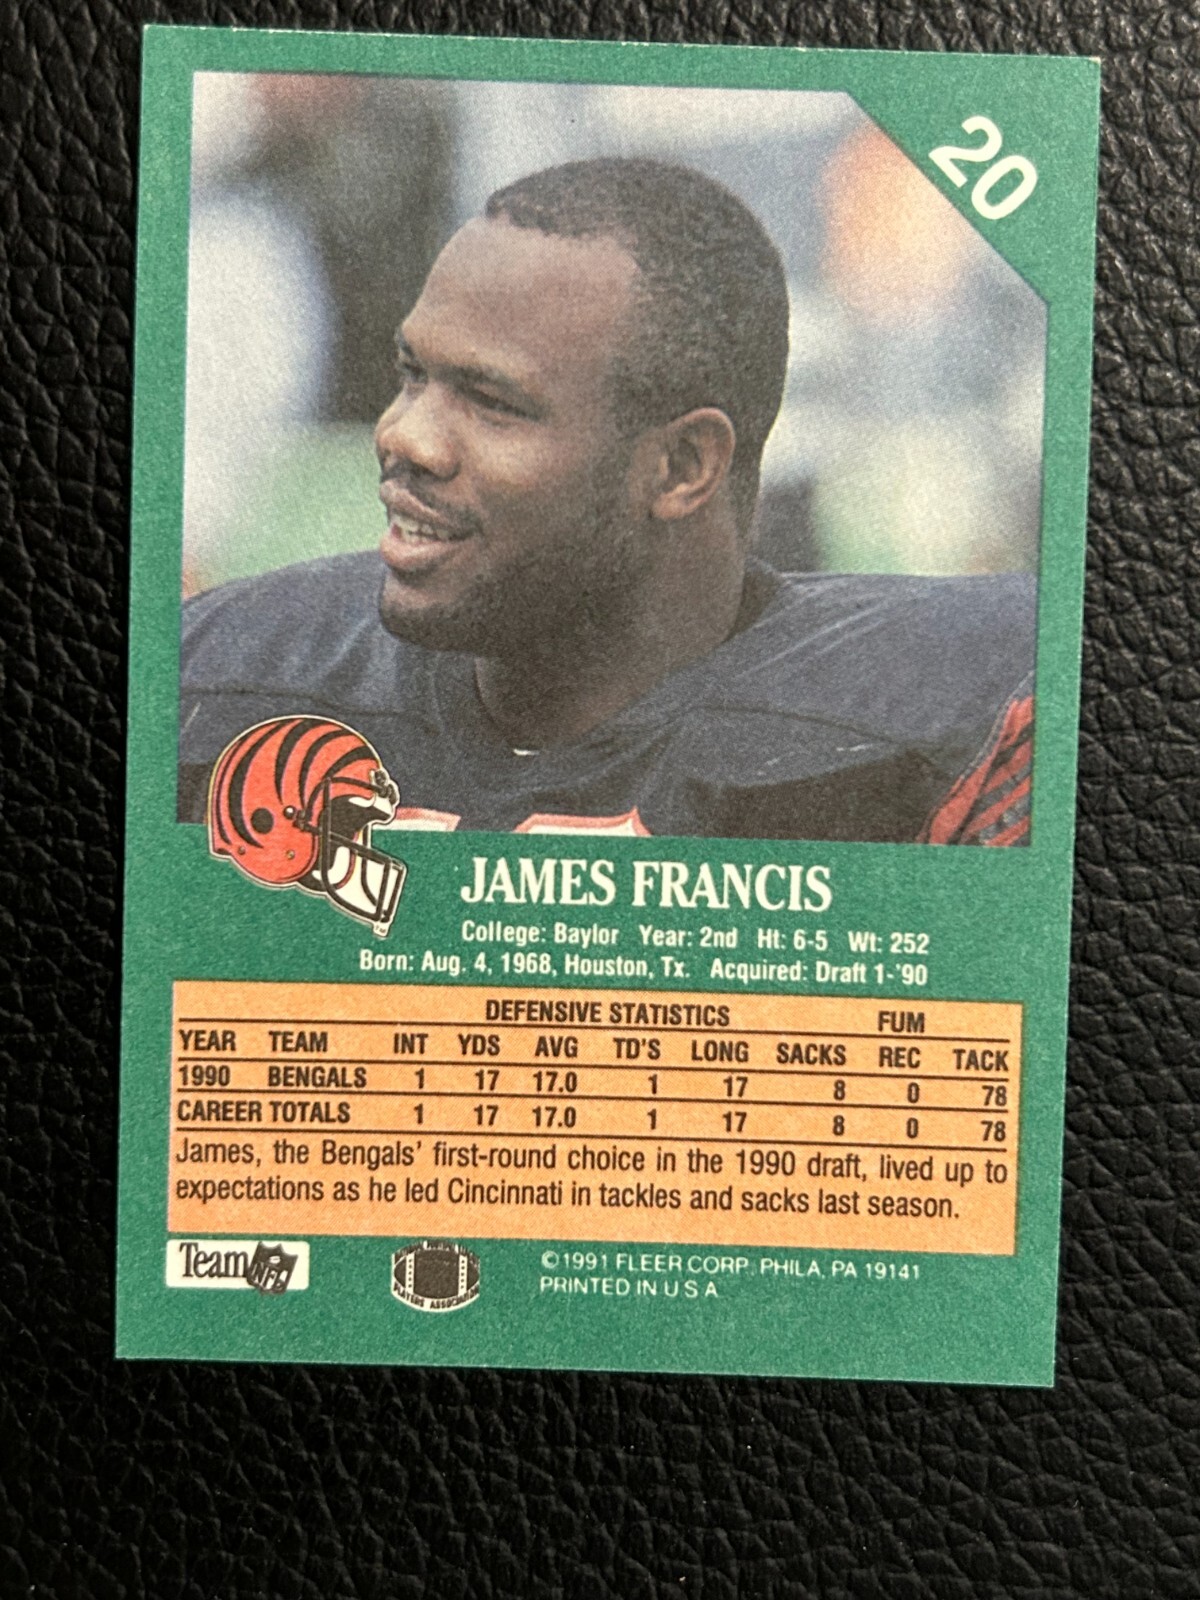 20
JAMES FRANCIS
College: Baylor Year: 2nd Ht: 6-5 Wt: 252
Born: Aug. 4, 1968, Houston, Tx. Acquired: Draft 1-'90
DEFENSIVE STATISTICS FUM
YEAR TEAM INT YDS AVG TD'S LONG SACKS REC TACK
1990 BENGALS 1 17 17.0 1 17 8 0 78
CAREER TOTALS 1 17 17.0 1 17 8 0 78
James, the Bengals' first-round choice in the 1990 draft, lived up to
expectations as he led Cincinnati in tackles and sacks last season.
Team NFL
PLAYERS ASSOCIATION
©1991 FLEER CORP. PHILA, PA 19141
PRINTED IN U S A